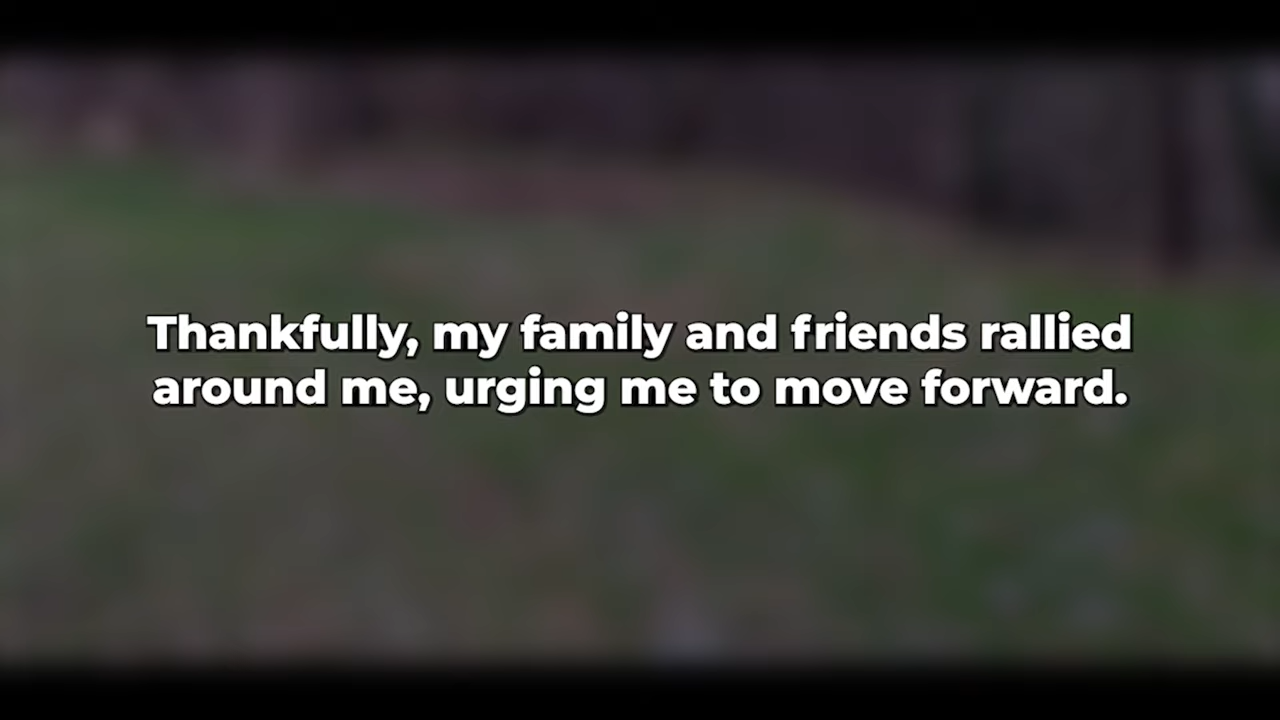 Thankfully, my family and friends rallied
around me, urging me to move forward.